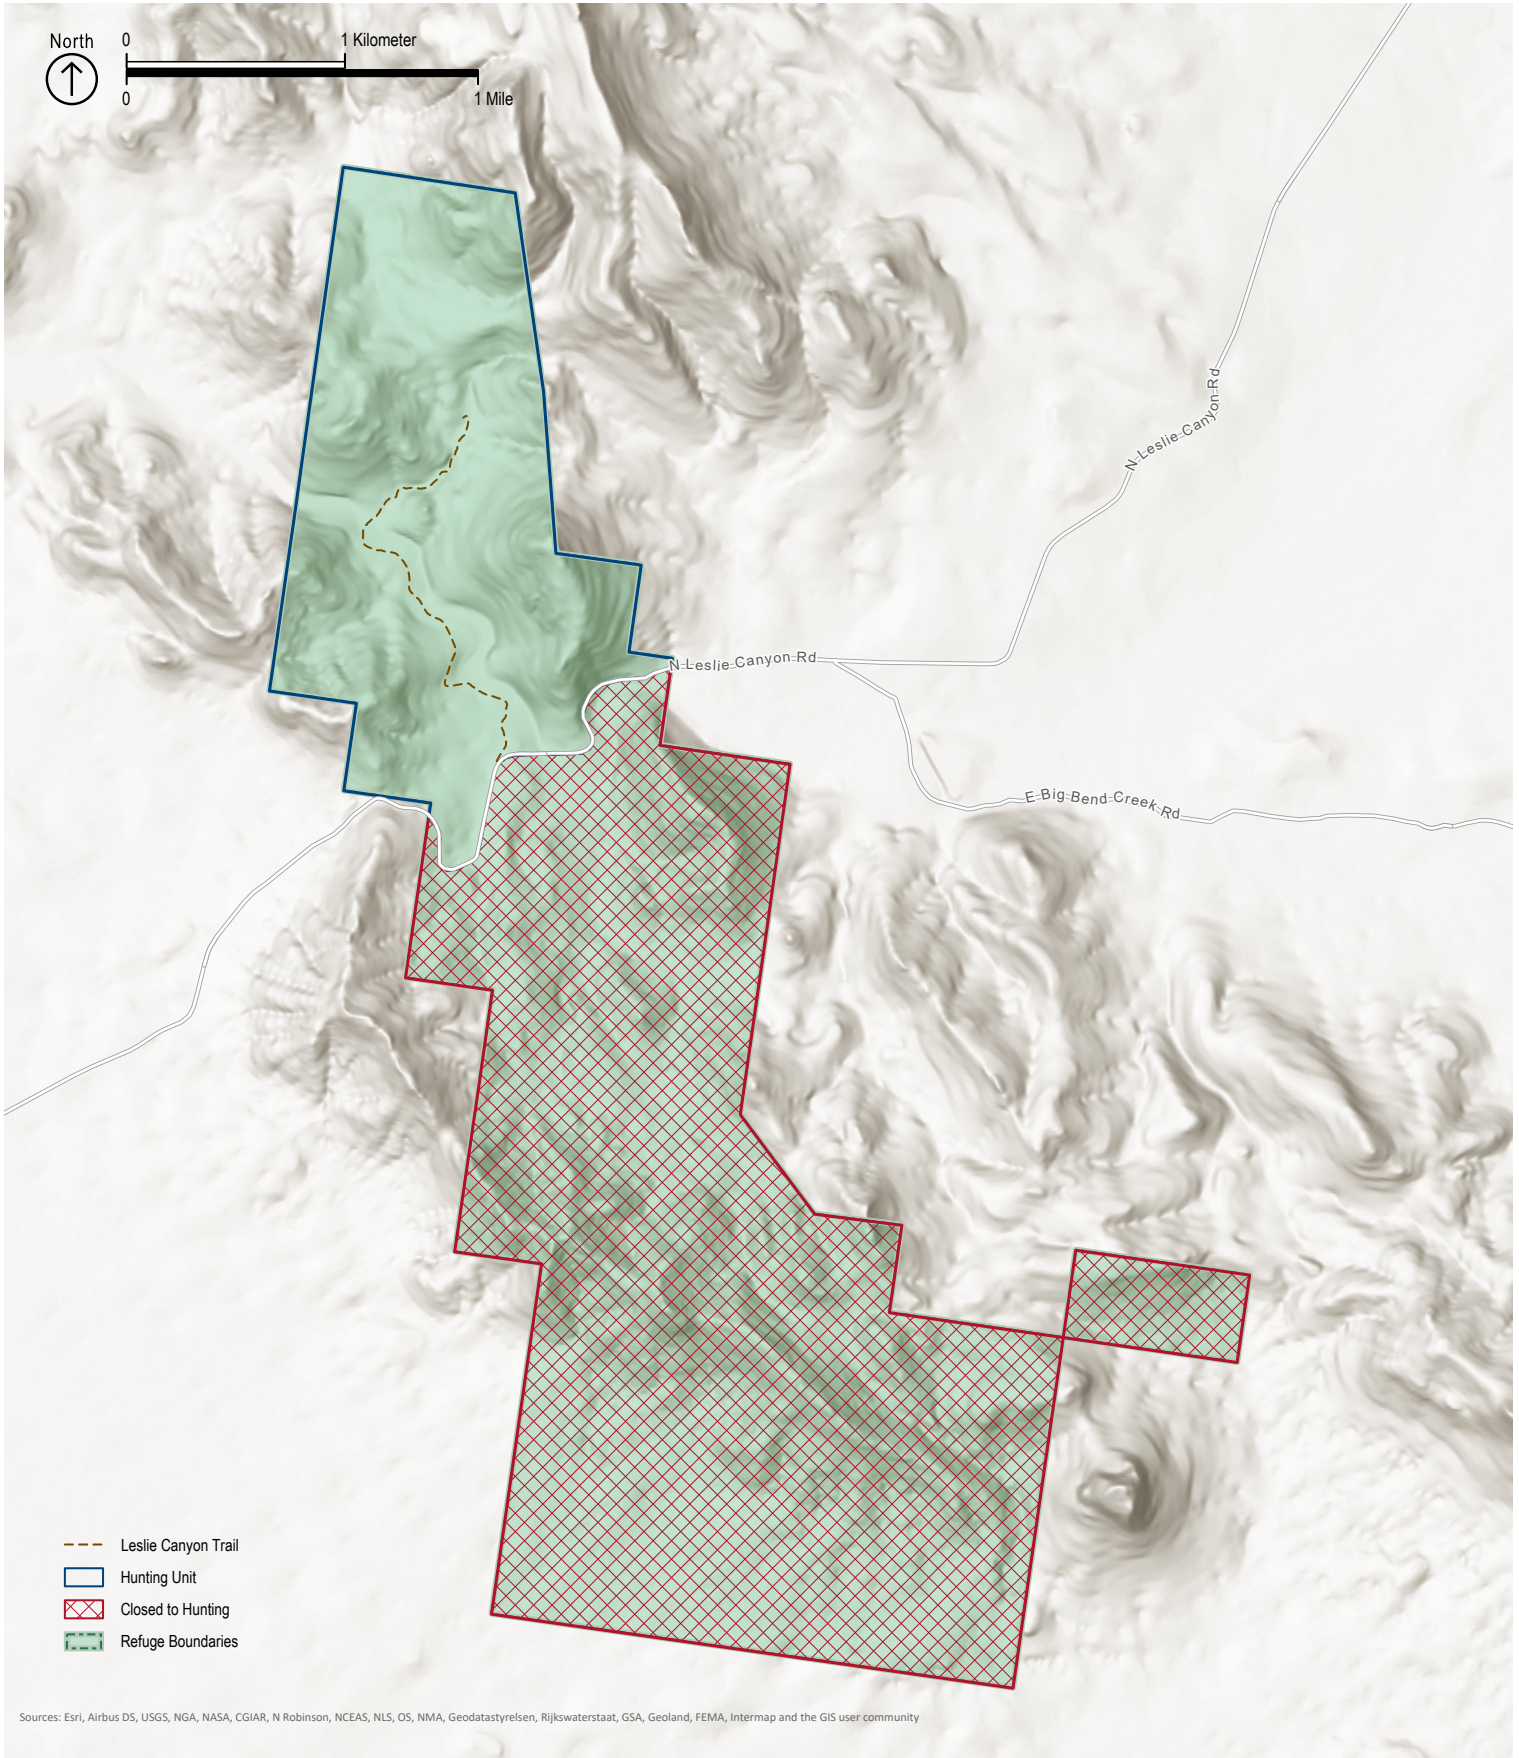 North
0
1 Kilometer
0
1 Mile
N Leslie Canyon Rd
N Leslie Canyon Rd
E Big Bend Creek Rd
Leslie Canyon Trail
Hunting Unit
Closed to Hunting
Refuge Boundaries
Sources: Esri, Airbus DS, USGS, NGA, NASA, CGIAR, N Robinson, NCEAS, NLS, OS, NMA, Geodatastyrelsen, Rijkswaterstaat, GSA, Geoland, FEMA, Intermap and the GIS user community